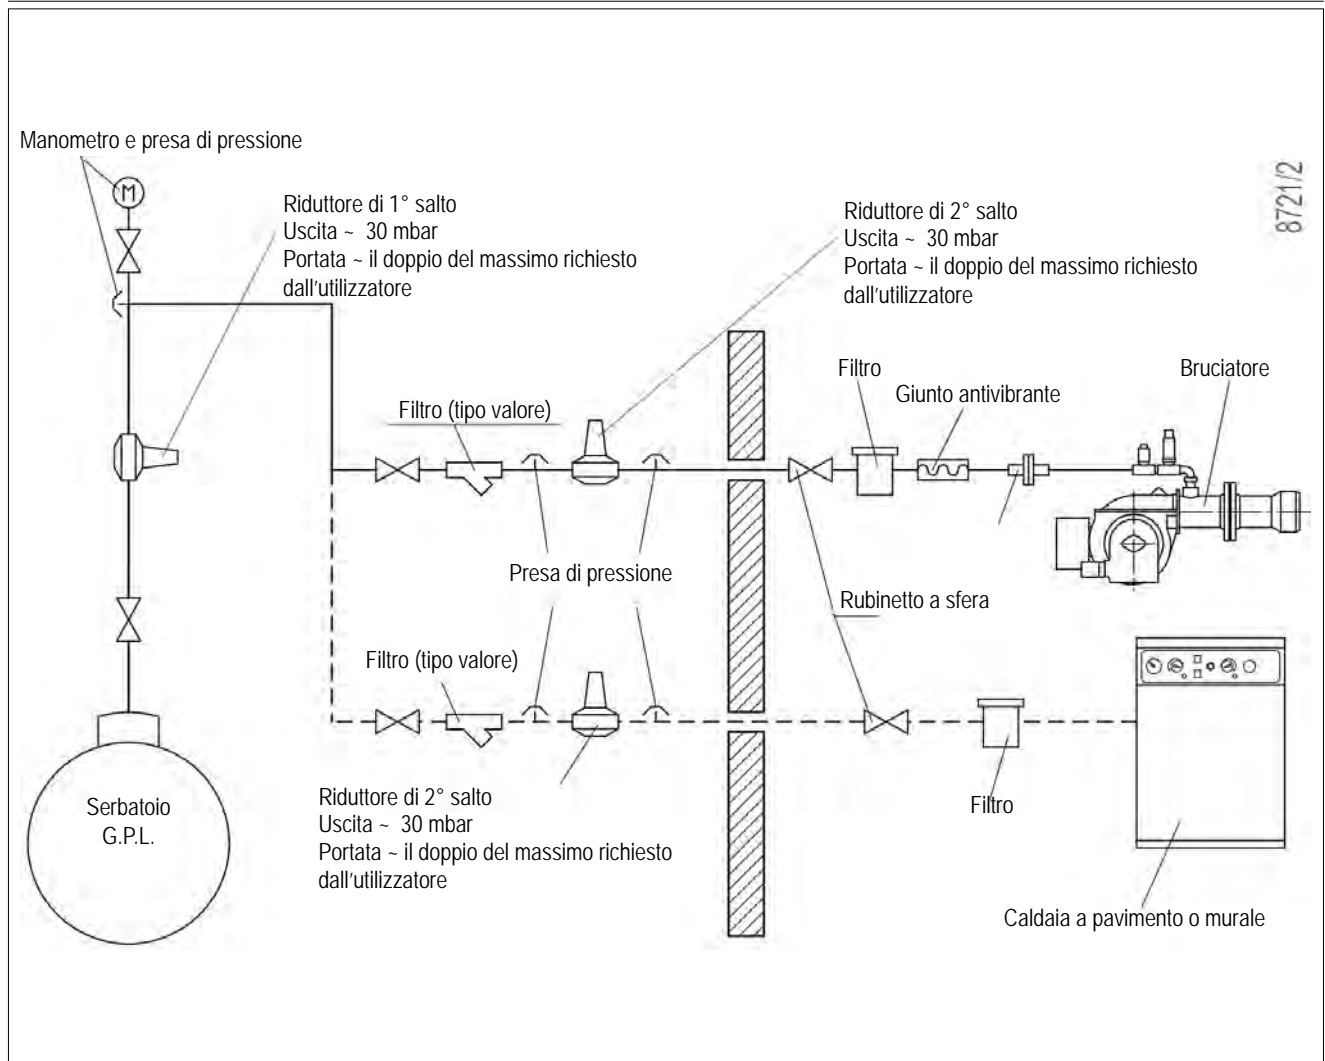 Manometro e presa di pressione
M
Riduttore di 1° salto
Uscita ~ 30 mbar
Portata ~ il doppio del massimo richiesto
dall'utilizzatore
Riduttore di 2° salto
Uscita ~ 30 mbar
Portata ~ il doppio del massimo richiesto
dall'utilizzatore
8721/2
Filtro (tipo valore)
Filtro
Giunto antivibrante
Bruciatore
Presa di pressione
Rubinetto a sfera
Filtro (tipo valore)
Serbatoio
G.P.L.
Riduttore di 2° salto
Uscita ~ 30 mbar
Portata ~ il doppio del massimo richiesto
dall'utilizzatore
Filtro
Caldaia a pavimento o murale